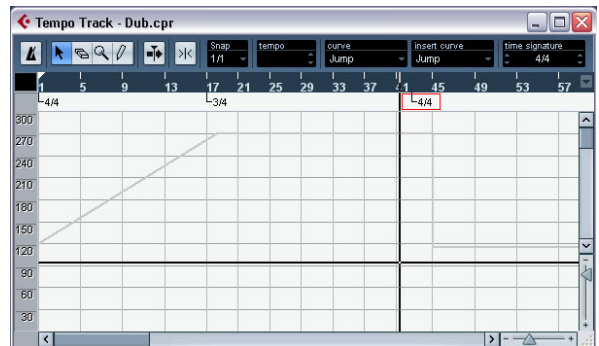 Tempo Track - Dub.cpr
Snap tempo curve insert curve time signature
1/1 Jump Jump 4/4
1 5 9 13 17 21 25 29 33 37 41 45 49 53 57
4/4 3/4 4/4
300
270
240
210
180
150
120
90
60
30